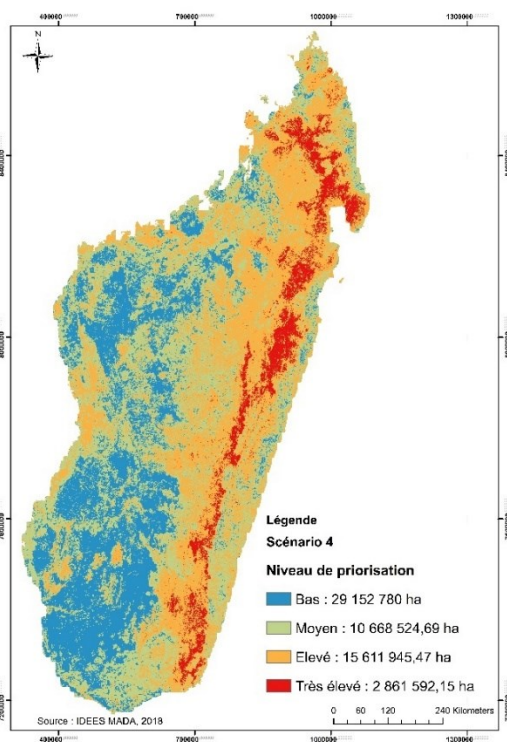 400000 700000 1000000 1300000
N
Légende
Scénario 4
Niveau de priorisation
Bas : 29 152 780 ha
Moyen : 10 668 524,69 ha
Elevé : 15 611 945,47 ha
Très élevé : 2 861 592,15 ha
Source : IDEES MADA, 2018
0 60 120 240 Kilometers
400000 700000 1000000 1300000